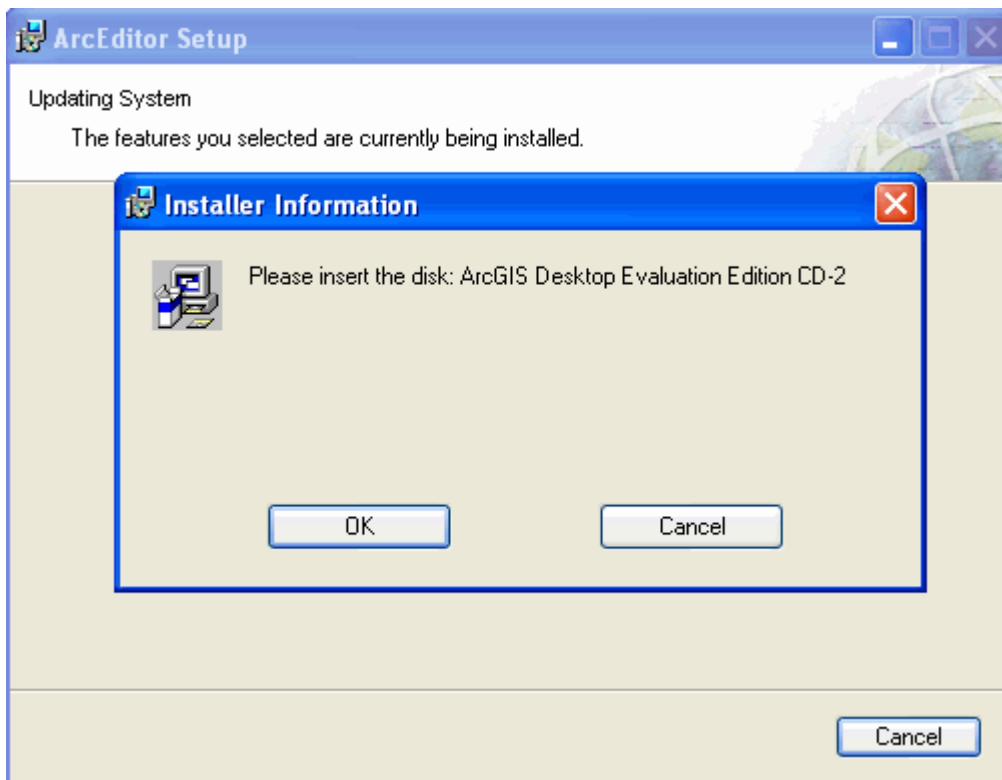 ArcEditor Setup
Updating System
The features you selected are currently being installed.
Installer Information
Please insert the disk: ArcGIS Desktop Evaluation Edition CD-2
OK
Cancel
Cancel